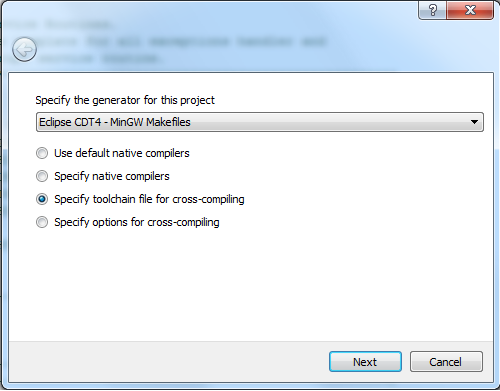 Specify the generator for this project
Eclipse CDT4 - MinGW Makefiles
Use default native compilers
Specify native compilers
Specify toolchain file for cross-compiling
Specify options for cross-compiling
Next
Cancel